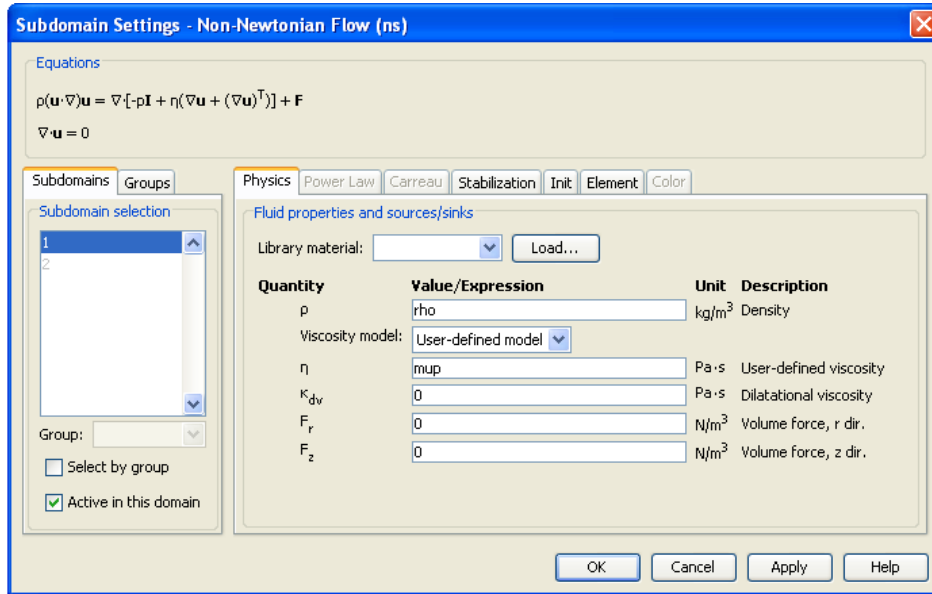 Subdomain Settings - Non-Newtonian Flow (ns)
Equations
ρ(u·∇)u = ∇·[-pI + η(∇u + (∇u)ᵀ)] + F
∇·u = 0
Subdomains Groups
Subdomain selection
1
2
Group:
Select by group
Active in this domain
Physics Power Law Carreau Stabilization Init Element Color
Fluid properties and sources/sinks
Library material: Load...
Quantity Value/Expression Unit Description
ρ rho kg/m³ Density
Viscosity model: User-defined model
η mup Pa·s User-defined viscosity
κdv 0 Pa·s Dilatational viscosity
Fr 0 N/m³ Volume force, r dir.
Fz 0 N/m³ Volume force, z dir.
OK Cancel Apply Help